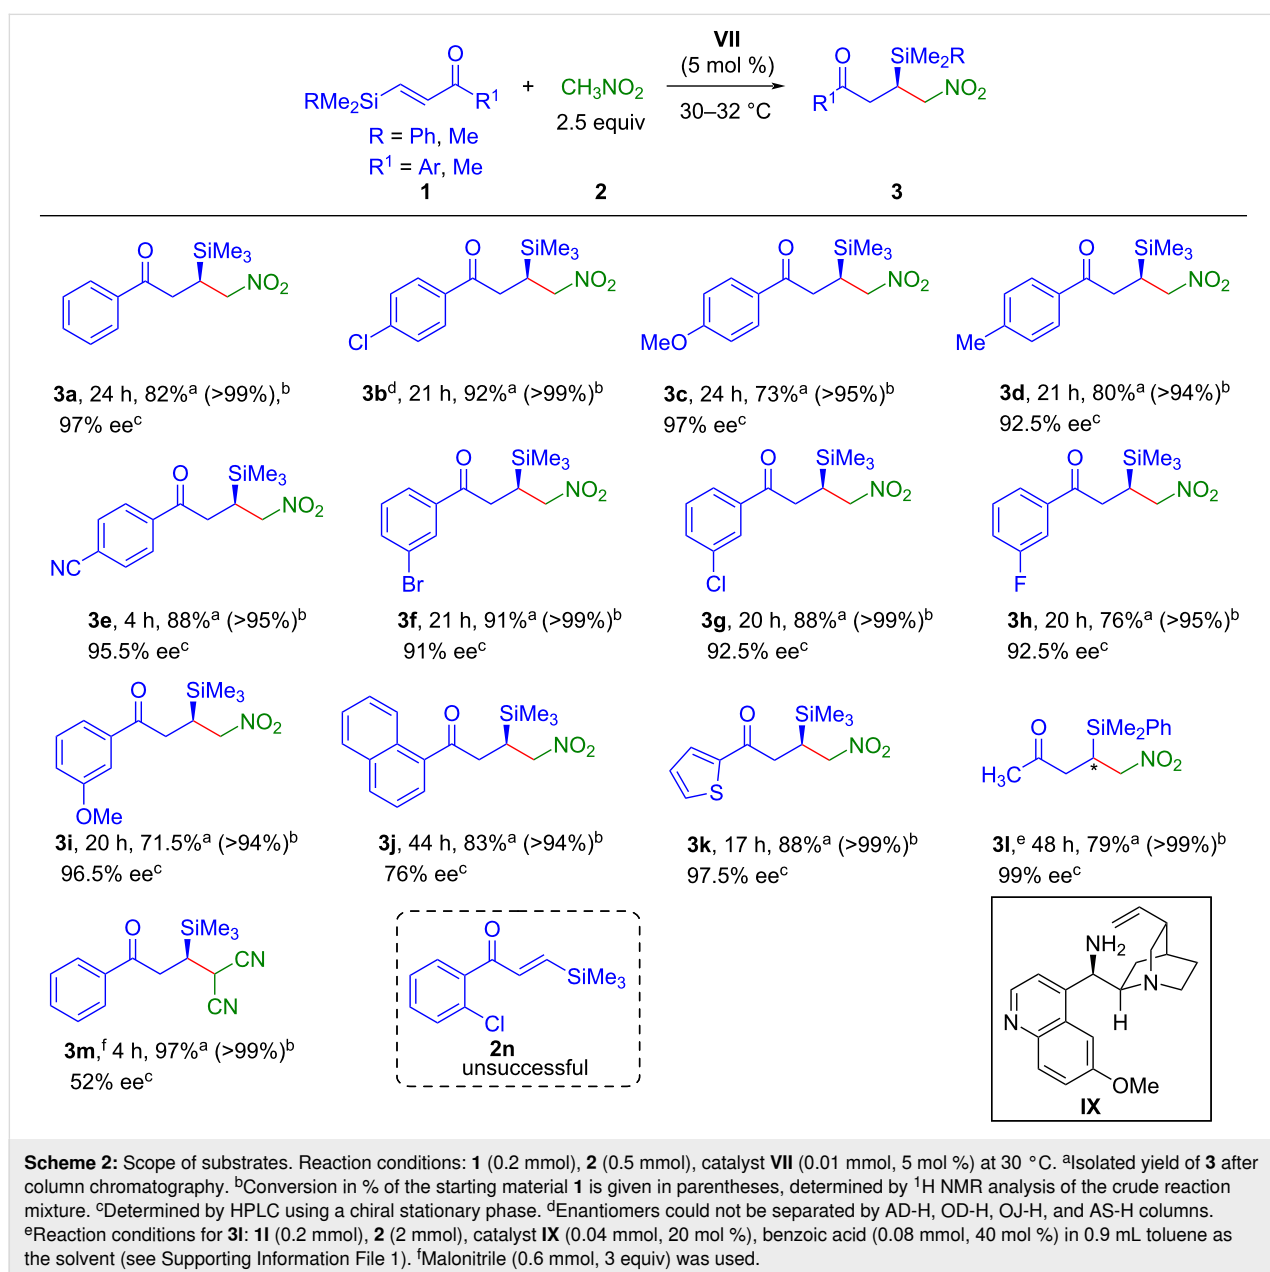 O
RMe2Si
R1
R = Ph, Me
R1 = Ar, Me
1
+
CH3NO2
2.5 equiv
2
VII
(5 mol %)
30–32 °C
O
SiMe2R
R1
NO2
3
O
SiMe3
NO2
3a, 24 h, 82%a (>99%),b
97% eec
O
SiMe3
NO2
Cl
3bd, 21 h, 92%a (>99%)b
O
SiMe3
NO2
MeO
3c, 24 h, 73%a (>95%)b
97% eec
O
SiMe3
NO2
Me
3d, 21 h, 80%a (>94%)b
92.5% eec
O
SiMe3
NO2
NC
3e, 4 h, 88%a (>95%)b
95.5% eec
O
SiMe3
NO2
Br
3f, 21 h, 91%a (>99%)b
91% eec
O
SiMe3
NO2
Cl
3g, 20 h, 88%a (>99%)b
92.5% eec
O
SiMe3
NO2
F
3h, 20 h, 76%a (>95%)b
92.5% eec
O
SiMe3
NO2
OMe
3i, 20 h, 71.5%a (>94%)b
96.5% eec
O
SiMe3
NO2
3j, 44 h, 83%a (>94%)b
76% eec
O
SiMe3
NO2
S
3k, 17 h, 88%a (>99%)b
97.5% eec
O
SiMe2Ph
H3C
*
NO2
3l,e 48 h, 79%a (>99%)b
99% eec
O
SiMe3
CN
CN
3m,f 4 h, 97%a (>99%)b
52% eec
O
SiMe3
Cl
2n
unsuccessful
NH2
N
N
H
OMe
IX
Scheme 2: Scope of substrates. Reaction conditions: 1 (0.2 mmol), 2 (0.5 mmol), catalyst VII (0.01 mmol, 5 mol %) at 30 °C. aIsolated yield of 3 after
column chromatography. bConversion in % of the starting material 1 is given in parentheses, determined by 1H NMR analysis of the crude reaction
mixture. cDetermined by HPLC using a chiral stationary phase. dEnantiomers could not be separated by AD-H, OD-H, OJ-H, and AS-H columns.
eReaction conditions for 3l: 1l (0.2 mmol), 2 (2 mmol), catalyst IX (0.04 mmol, 20 mol %), benzoic acid (0.08 mmol, 40 mol %) in 0.9 mL toluene as
the solvent (see Supporting Information File 1). fMalonitrile (0.6 mmol, 3 equiv) was used.